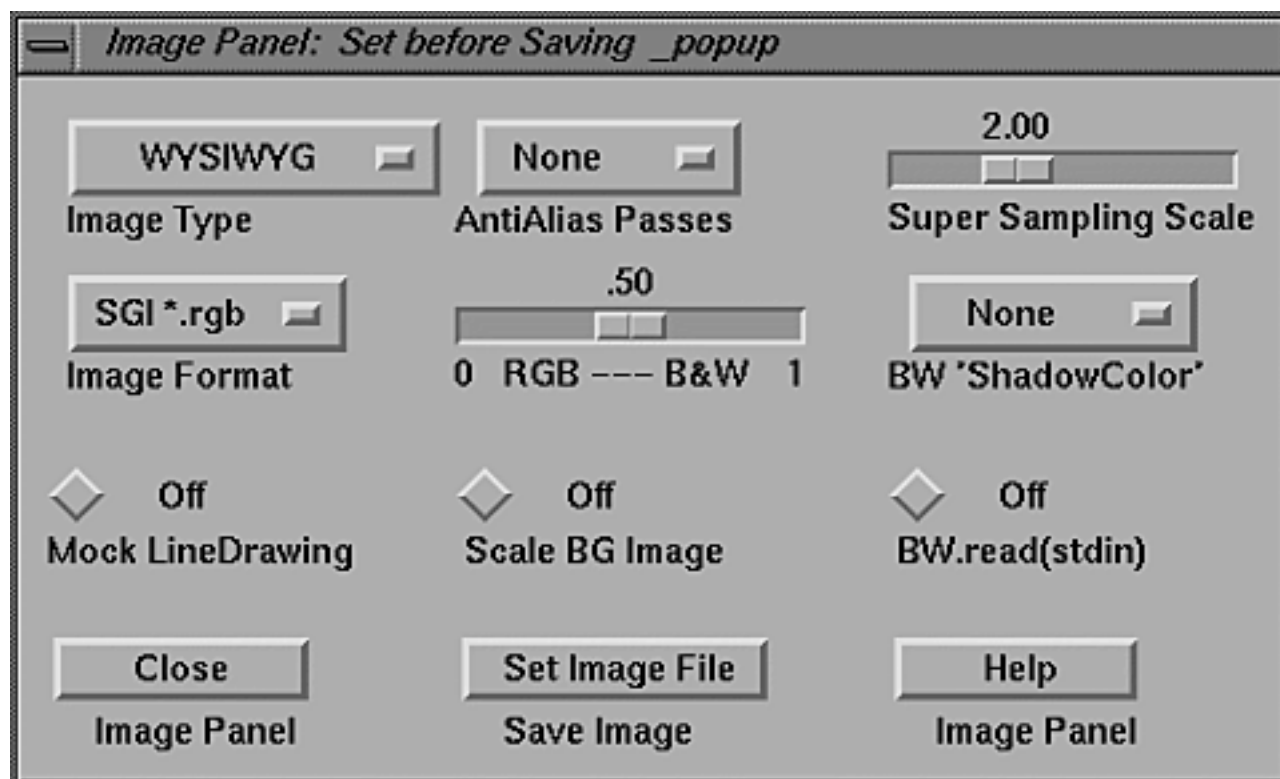 Image Panel: Set before Saving _popup
WYSIWYG None 2.00
Image Type AntiAlias Passes Super Sampling Scale
SGI *.rgb .50 None
Image Format 0 RGB --- B&W 1 BW "ShadowColor"
Off Off Off
Mock LineDrawing Scale BG Image BW.read(stdin)
Close Set Image File Help
Image Panel Save Image Image Panel